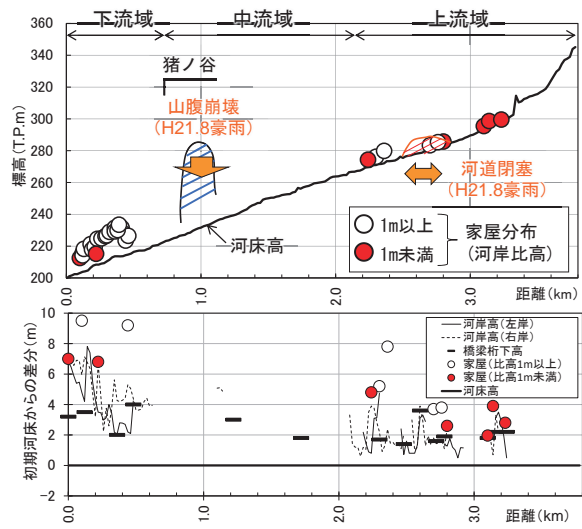 下流域
中流域
上流域
360
340
320
300
280
260
240
220
200
標高(T.P.m)
猪ノ谷
山腹崩壊
(H21.8豪雨)
河道閉塞
(H21.8豪雨)
河床高
1m以上
1m未満
家屋分布
(河岸比高)
0.0
1.0
2.0
3.0
距離(km)
10
8
6
4
2
0
−2
初期河床からの差分(m)
河岸高(左岸)
河岸高(右岸)
橋梁桁下高
家屋(比高1m以上)
家屋(比高1m未満)
河床高
0.0
1.0
2.0
3.0
距離(km)